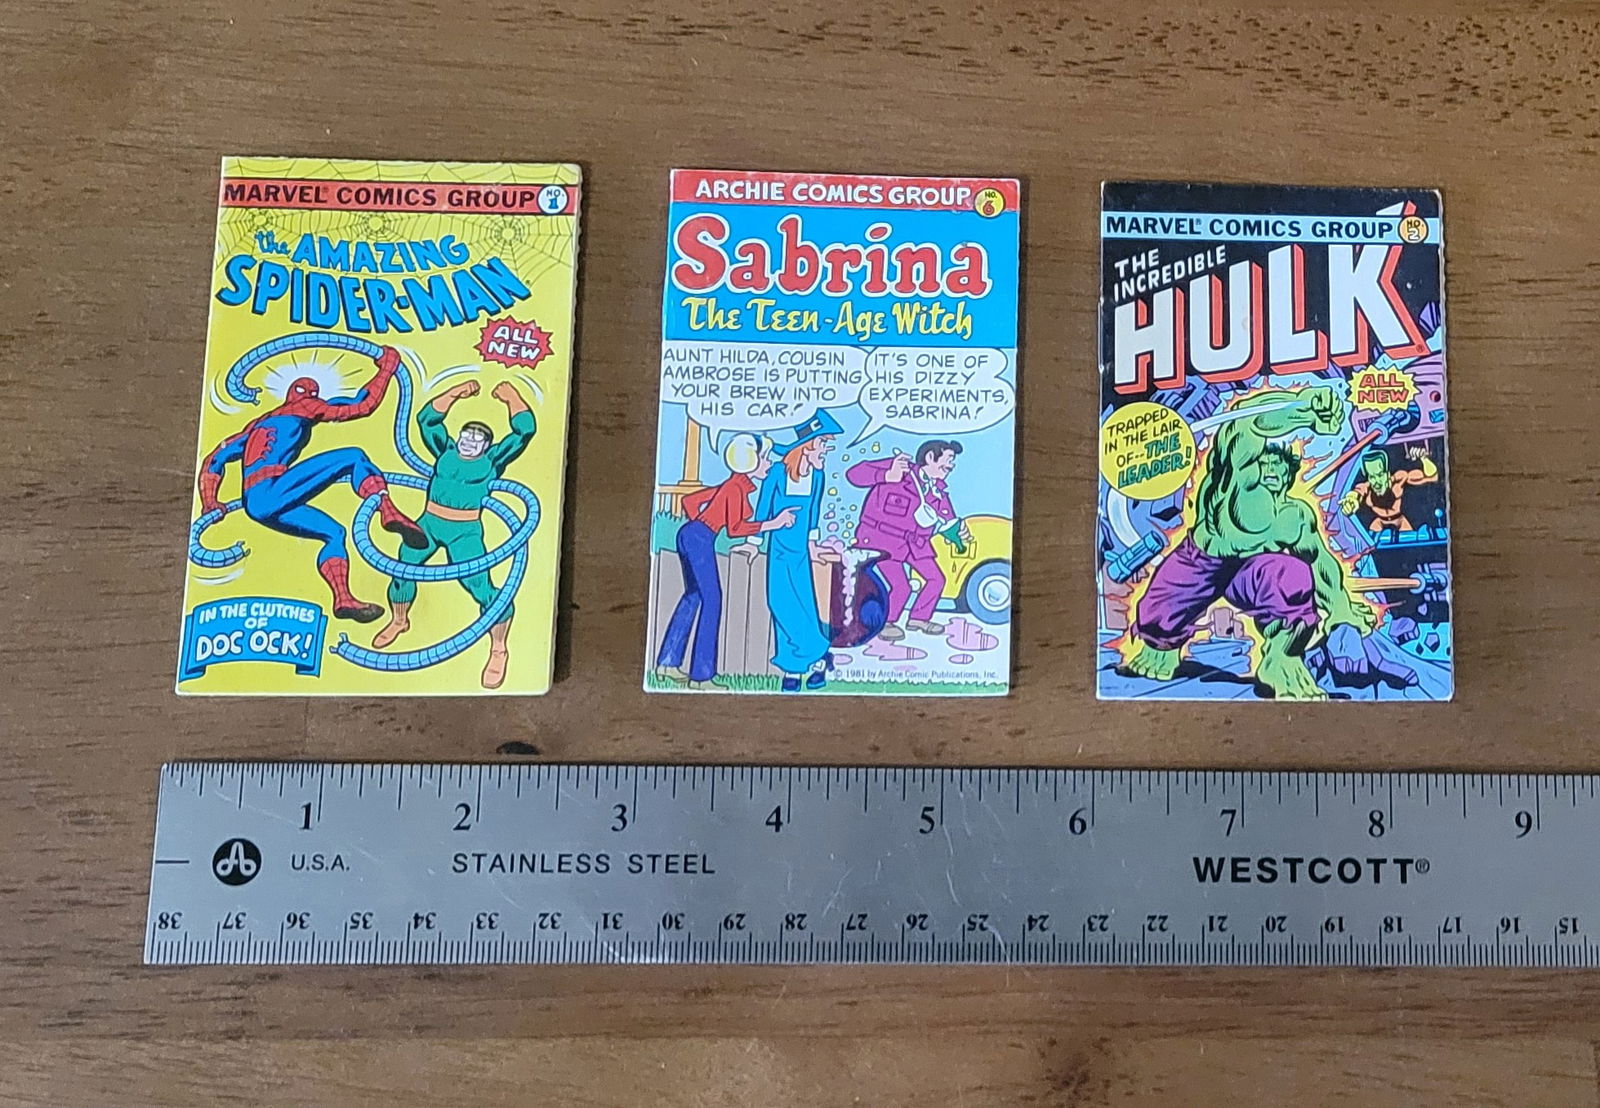 MARVEL® COMICS GROUP NO. 1
the AMAZING
SPIDER-MAN
ALL
NEW
IN THE CLUTCHES
OF
DOC OCK!
ARCHIE COMICS GROUP NO. 6
Sabrina
The Teen-Age Witch
AUNT HILDA, COUSIN
AMBROSE IS PUTTING
YOUR BREW INTO
HIS CAR!
IT'S ONE OF
HIS DIZZY
EXPERIMENTS,
SABRINA!
© 1981 by Archie Comic Publications, Inc.
MARVEL® COMICS GROUP NO. 2
THE
INCREDIBLE
HULK
ALL
NEW
TRAPPED
IN THE LAIR
OF--THE
LEADER!
1 2 3 4 5 6 7 8 9
U.S.A. STAINLESS STEEL WESTCOTT®
38 37 36 35 34 33 32 31 30 29 28 27 26 25 24 23 22 21 20 19 18 17 16 15